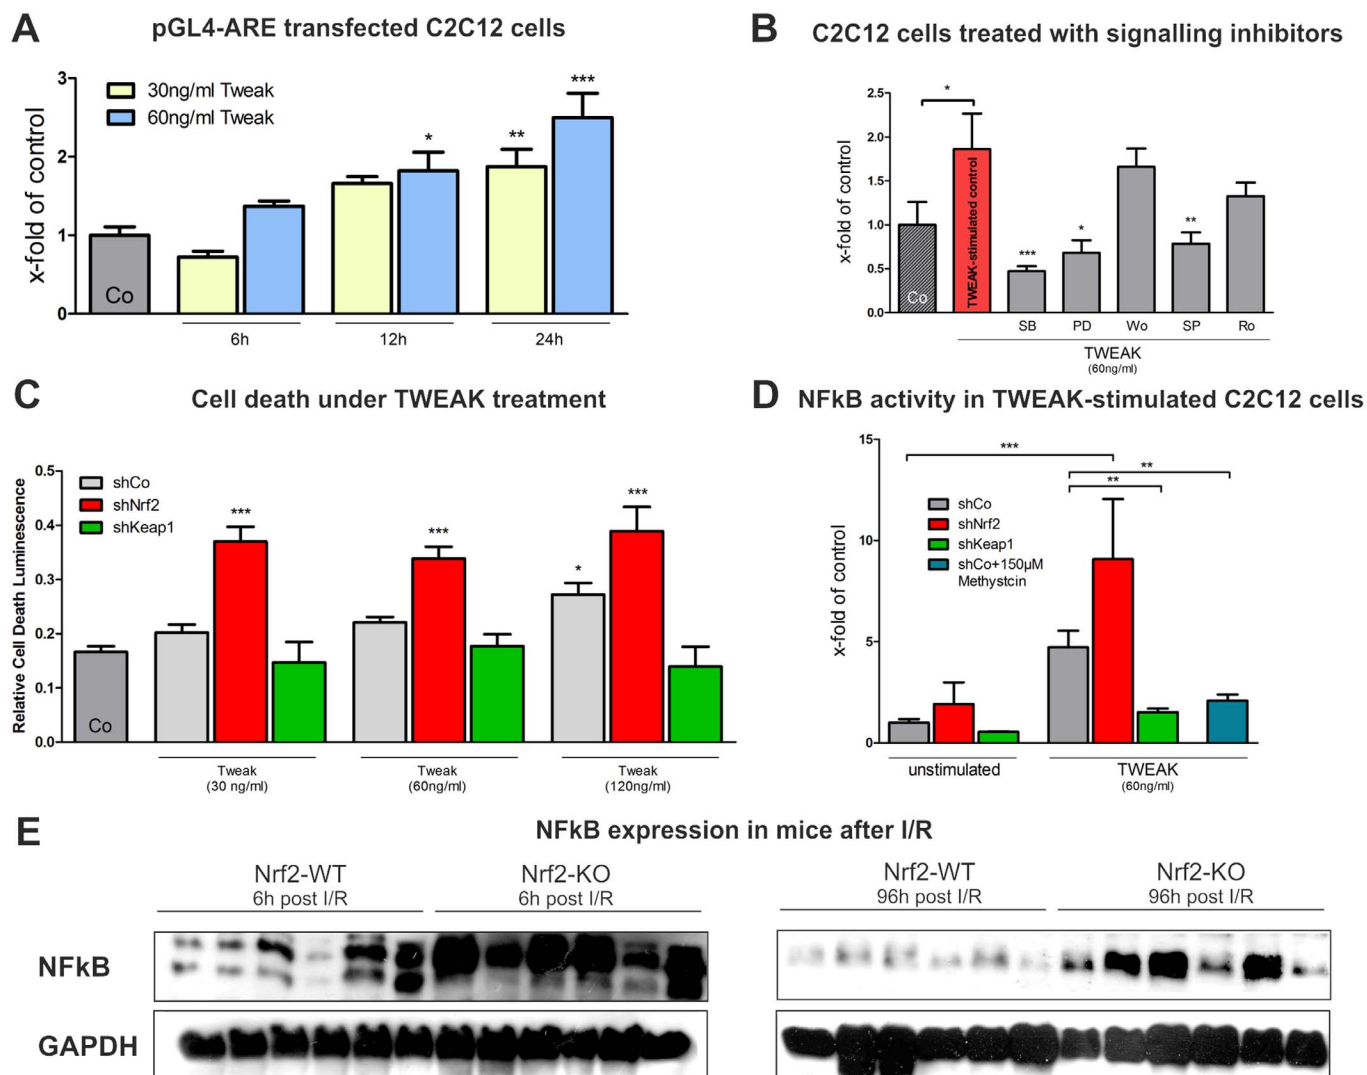 A
pGL4-ARE transfected C2C12 cells
x-fold of control
3
2
1
0
30ng/ml Tweak
60ng/ml Tweak
Co
*
**
***
6h
12h
24h
B
C2C12 cells treated with signalling inhibitors
x-fold of control
2.5
2.0
1.5
1.0
0.5
0.0
*
Co
TWEAK-stimulated control
***
*
**
SB
PD
Wo
SP
Ro
TWEAK
(60ng/ml)
C
Cell death under TWEAK treatment
Relative Cell Death Luminescence
0.5
0.4
0.3
0.2
0.1
0.0
shCo
shNrf2
shKeap1
Co
***
***
*
***
Tweak
(30 ng/ml)
Tweak
(60ng/ml)
Tweak
(120ng/ml)
D
NFkB activity in TWEAK-stimulated C2C12 cells
x-fold of control
15
10
5
0
***
**
**
shCo
shNrf2
shKeap1
shCo+150µM
Methystcin
unstimulated
TWEAK
(60ng/ml)
E
NFkB expression in mice after I/R
Nrf2-WT
6h post I/R
Nrf2-KO
6h post I/R
Nrf2-WT
96h post I/R
Nrf2-KO
96h post I/R
NFkB
GAPDH